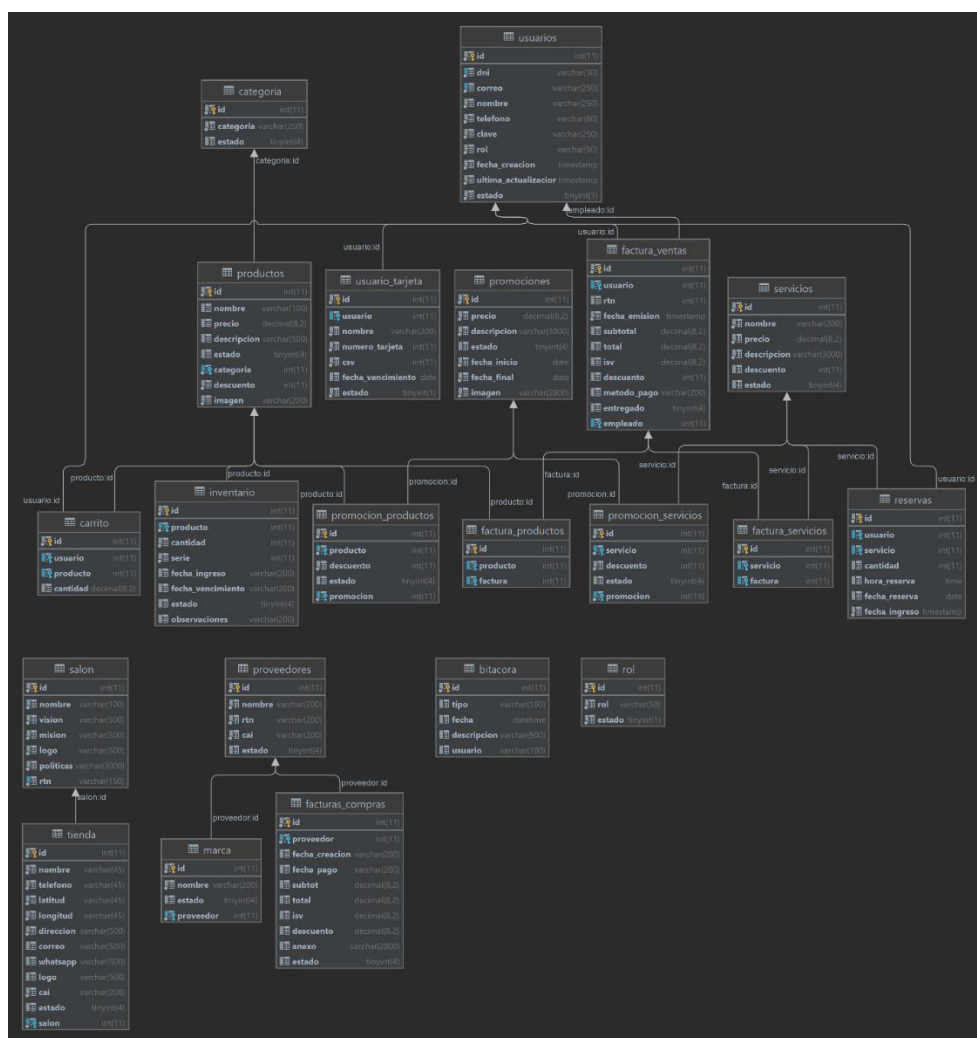 usuarios
id int(11)
dni varchar(80)
correo varchar(250)
nombre varchar(250)
telefono varchar(80)
clave varchar(250)
rol varchar(50)
fecha_creacion timestamp
ultima_actualizacior timestamp
estado tinyint(1)
categoria
id int(11)
categoria varchar(200)
estado tinyint(4)
categoria:id
empleado:id
usuario:id
usuario:id
productos
id int(11)
nombre varchar(100)
precio decimal(8,2)
descripcion varchar(500)
estado tinyint(4)
categoria int(11)
descuento int(11)
imagen varchar(200)
usuario_tarjeta
id int(11)
usuario int(11)
nombre varchar(200)
numero_tarjeta int(11)
csv int(11)
fecha_vencimiento date
estado tinyint(1)
promociones
id int(11)
precio decimal(8,2)
descripcion varchar(3000)
estado tinyint(4)
fecha_inicio date
fecha_final date
imagen varchar(2000)
factura_ventas
id int(11)
usuario int(11)
rtn int(11)
fecha_emision timestamp
subtotal decimal(8,2)
total decimal(8,2)
isv decimal(8,2)
descuento int(11)
metodo_pago varchar(200)
entregado tinyint(4)
empleado int(11)
servicios
id int(11)
nombre varchar(200)
precio decimal(8,2)
descripcion varchar(3000)
descuento int(11)
estado tinyint(4)
usuario:id
producto:id
producto:id
producto:id
promocion:id
producto:id
factura:id
promocion:id
servicio:id
factura:id
servicio:id
servicio:id
usuario:id
carrito
id int(11)
usuario int(11)
producto int(11)
cantidad decimal(8,2)
inventario
id int(11)
producto int(11)
cantidad int(11)
serie int(11)
fecha_ingreso varchar(200)
fecha_vencimiento varchar(200)
estado tinyint(4)
observaciones varchar(200)
promocion_productos
id int(11)
producto int(11)
descuento int(11)
estado tinyint(4)
promocion int(11)
factura_productos
id int(11)
producto int(11)
factura int(11)
promocion_servicios
id int(11)
servicio int(11)
descuento int(11)
estado tinyint(4)
promocion int(11)
factura_servicios
id int(11)
servicio int(11)
factura int(11)
reservas
id int(11)
usuario int(11)
servicio int(11)
cantidad int(11)
hora_reserva time
fecha_reserva date
fecha_ingreso timestamp
salon
id int(11)
nombre varchar(100)
vision varchar(500)
mision varchar(500)
logo varchar(500)
politicas varchar(3000)
rtn varchar(150)
salon:id
proveedores
id int(11)
nombre varchar(200)
rtn varchar(200)
cai varchar(200)
estado tinyint(4)
proveedor:id
proveedor:id
bitacora
id int(11)
tipo varchar(100)
fecha datetime
descripcion varchar(500)
usuario varchar(100)
rol
id int(11)
rol varchar(50)
estado tinyint(1)
tienda
id int(11)
nombre varchar(45)
telefono varchar(45)
latitud varchar(45)
longitud varchar(45)
direccion varchar(500)
correo varchar(500)
whatsapp varchar(500)
logo varchar(500)
cai varchar(200)
estado tinyint(4)
salon int(11)
marca
id int(11)
nombre varchar(200)
estado tinyint(4)
proveedor int(11)
facturas_compras
id int(11)
proveedor int(11)
fecha_creacion varchar(200)
fecha_pago varchar(200)
subtot decimal(8,2)
total decimal(8,2)
isv decimal(8,2)
descuento decimal(8,2)
anexo varchar(2000)
estado tinyint(4)